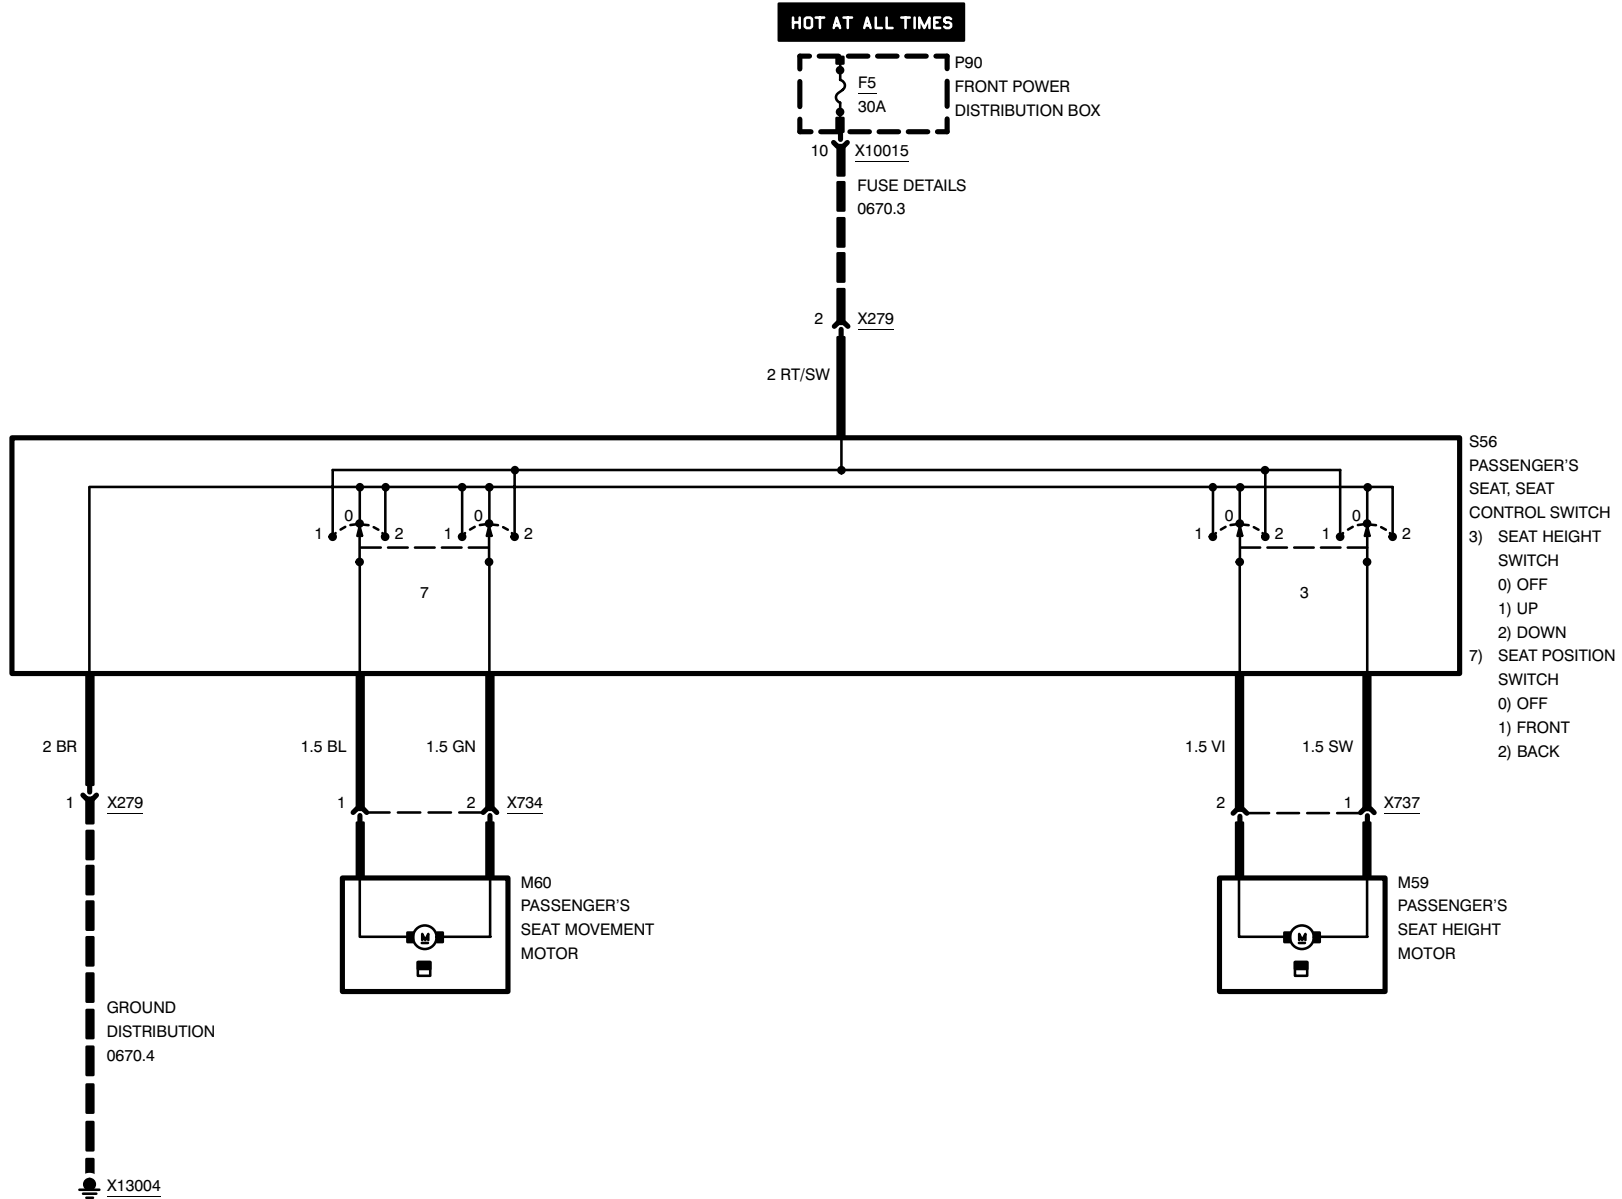 HOT AT ALL TIMES
P90
FRONT POWER
DISTRIBUTION BOX
F5
30A
10 X10015
FUSE DETAILS
0670.3
2 X279
2 RT/SW
S56
PASSENGER'S
SEAT, SEAT
CONTROL SWITCH
3) SEAT HEIGHT
SWITCH
0) OFF
1) UP
2) DOWN
7) SEAT POSITION
SWITCH
0) OFF
1) FRONT
2) BACK
0 0 0 0
1 2 1 2 1 2 1 2
7 3
2 BR 1.5 BL 1.5 GN 1.5 VI 1.5 SW
1 X279 1 2 X734 2 1 X737
M60
PASSENGER'S
SEAT MOVEMENT
MOTOR
M
M59
PASSENGER'S
SEAT HEIGHT
MOTOR
M
GROUND
DISTRIBUTION
0670.4
X13004